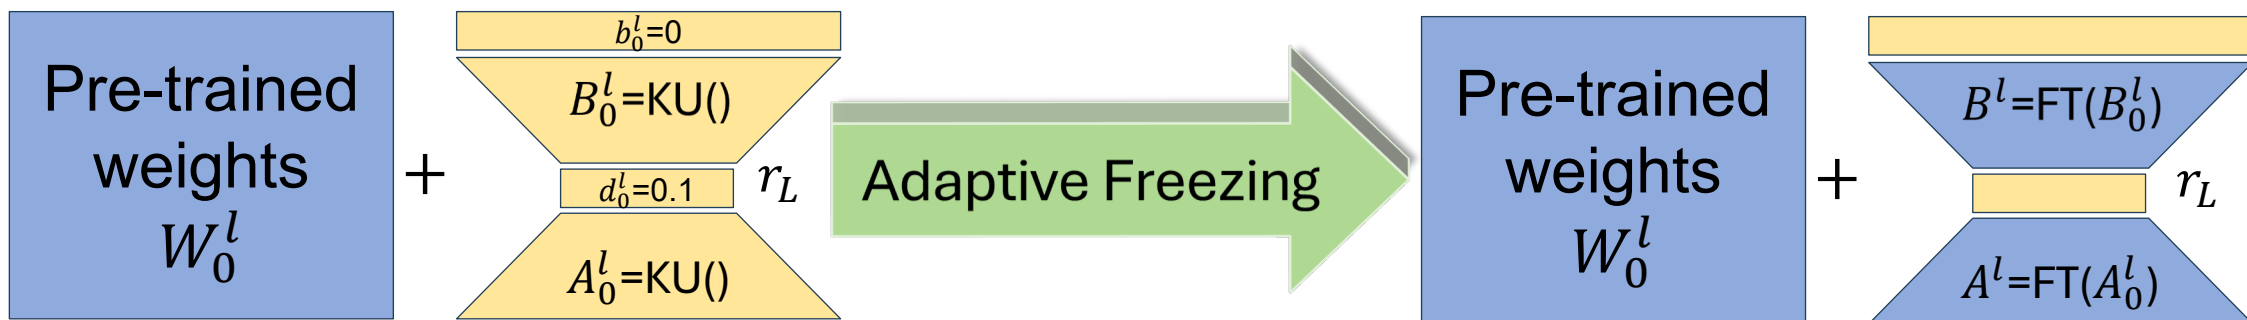 Pre-trained
weights
$W_0^l$
+
$b_0^l$=0
$B_0^l$=KU()
$d_0^l$=0.1
$r_L$
$A_0^l$=KU()
Adaptive Freezing
Pre-trained
weights
$W_0^l$
+
$B^l$=FT($B_0^l$)
$r_L$
$A^l$=FT($A_0^l$)